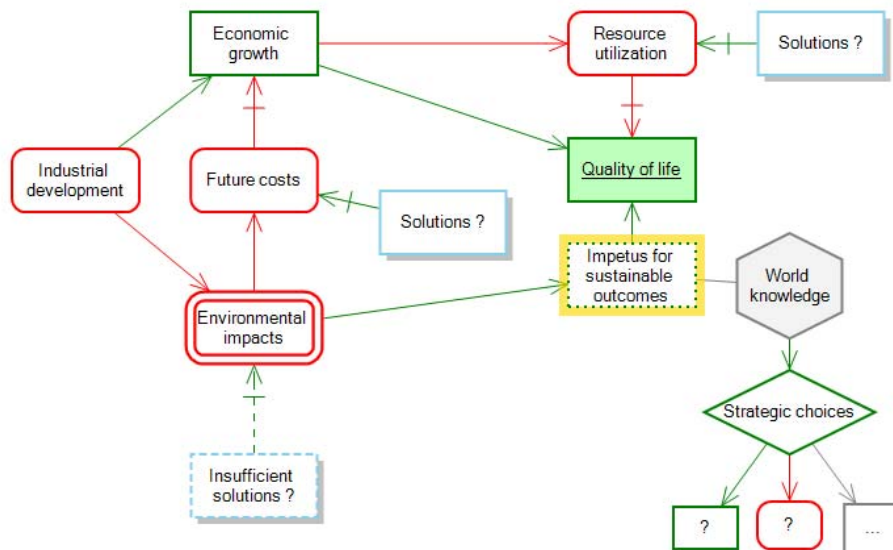 Economic
growth
Resource
utilization
Solutions ?
Industrial
development
Future costs
Quality of life
Solutions ?
Impetus for
sustainable
outcomes
World
knowledge
Environmental
impacts
Strategic choices
Insufficient
solutions ?
?
?
...